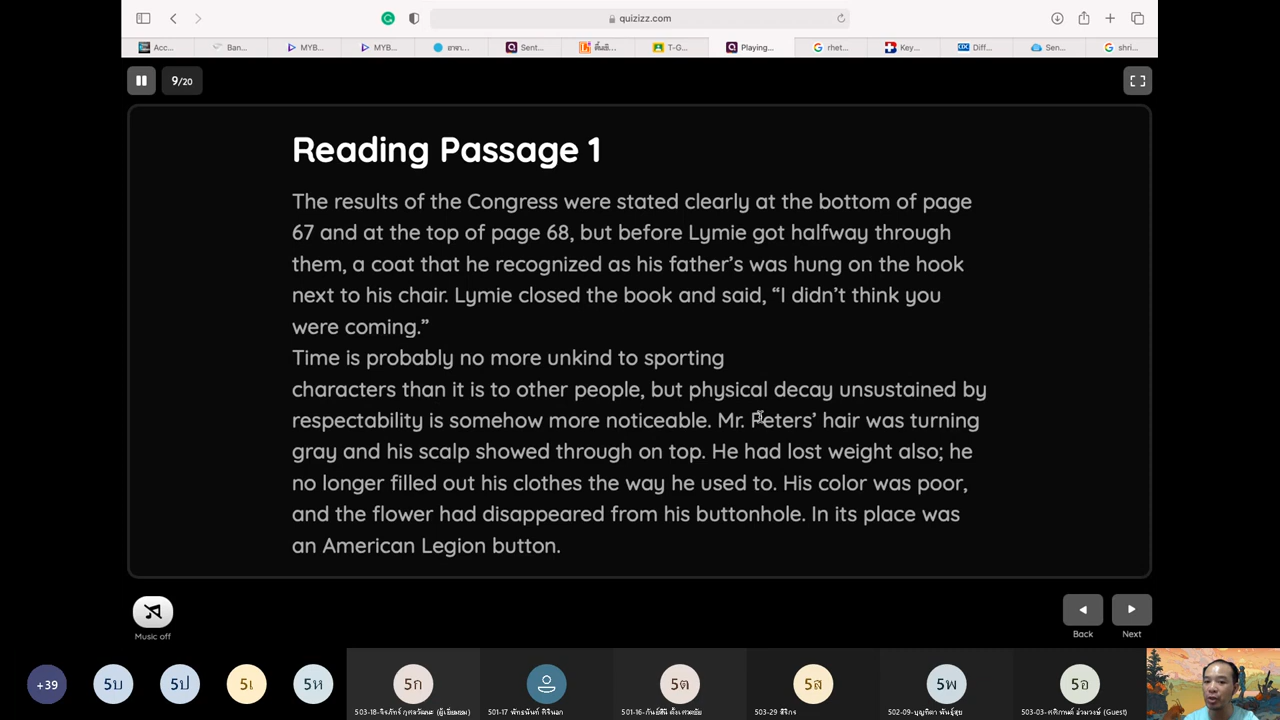 quizizz.com
Acc...
Ban...
MYB...
MYB...
Sent...
T-G...
Playing...
rhet...
Key...
Diff...
Sen...
shri...
9/20
Reading Passage 1
The results of the Congress were stated clearly at the bottom of page
67 and at the top of page 68, but before Lymie got halfway through
them, a coat that he recognized as his father’s was hung on the hook
next to his chair. Lymie closed the book and said, “I didn’t think you
were coming.”
Time is probably no more unkind to sporting
characters than it is to other people, but physical decay unsustained by
respectability is somehow more noticeable. Mr. Peters’ hair was turning
gray and his scalp showed through on top. He had lost weight also; he
no longer filled out his clothes the way he used to. His color was poor,
and the flower had disappeared from his buttonhole. In its place was
an American Legion button.
Music off
Back
Next
+39
5บ
5ป
5เ
5ห
5ก
5ต
5ส
5พ
5อ
503-29 สิริกร
(Guest)